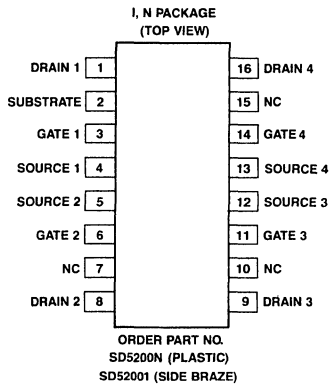 I, N PACKAGE
(TOP VIEW)
DRAIN 1 1 16 DRAIN 4
SUBSTRATE 2 15 NC
GATE 1 3 14 GATE 4
SOURCE 1 4 13 SOURCE 4
SOURCE 2 5 12 SOURCE 3
GATE 2 6 11 GATE 3
NC 7 10 NC
DRAIN 2 8 9 DRAIN 3
ORDER PART NO.
SD5200N (PLASTIC)
SD52001 (SIDE BRAZE)